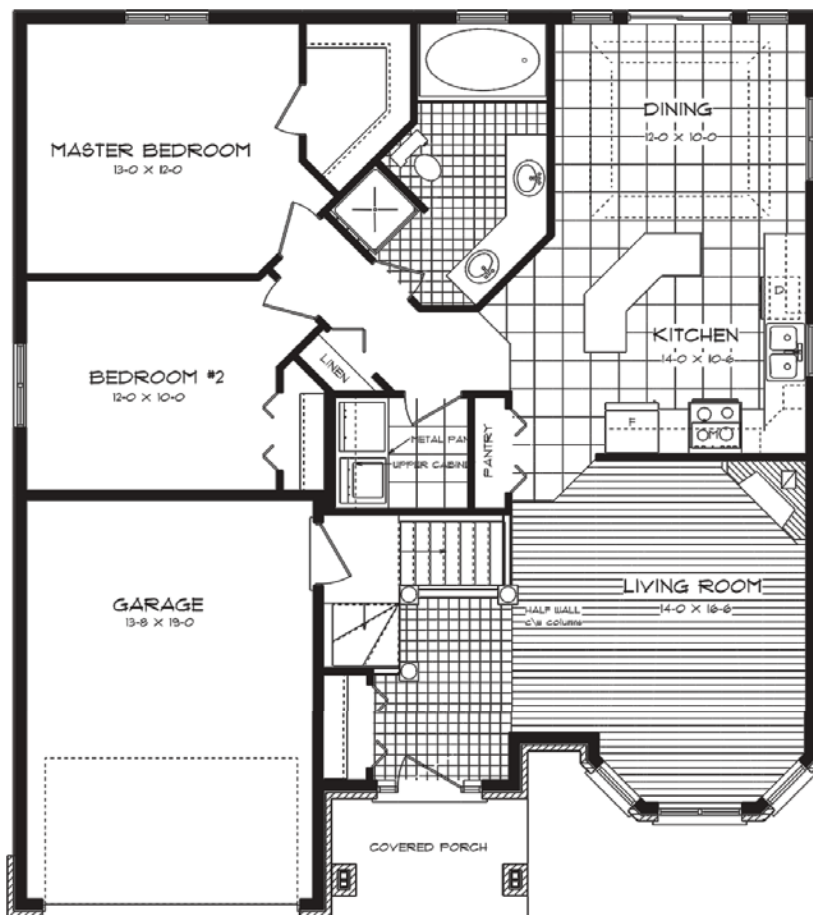 DINING
12-0 X 10-0
MASTER BEDROOM
13-0 X 12-0
D
KITCHEN
14-0 X 10-6
LINEN
BEDROOM #2
12-0 X 10-0
F
METAL PAN
UPPER CABINE
PANTRY
LIVING ROOM
14-0 X 16-6
GARAGE
13-8 X 19-0
HALF WALL
c\w column
COVERED PORCH